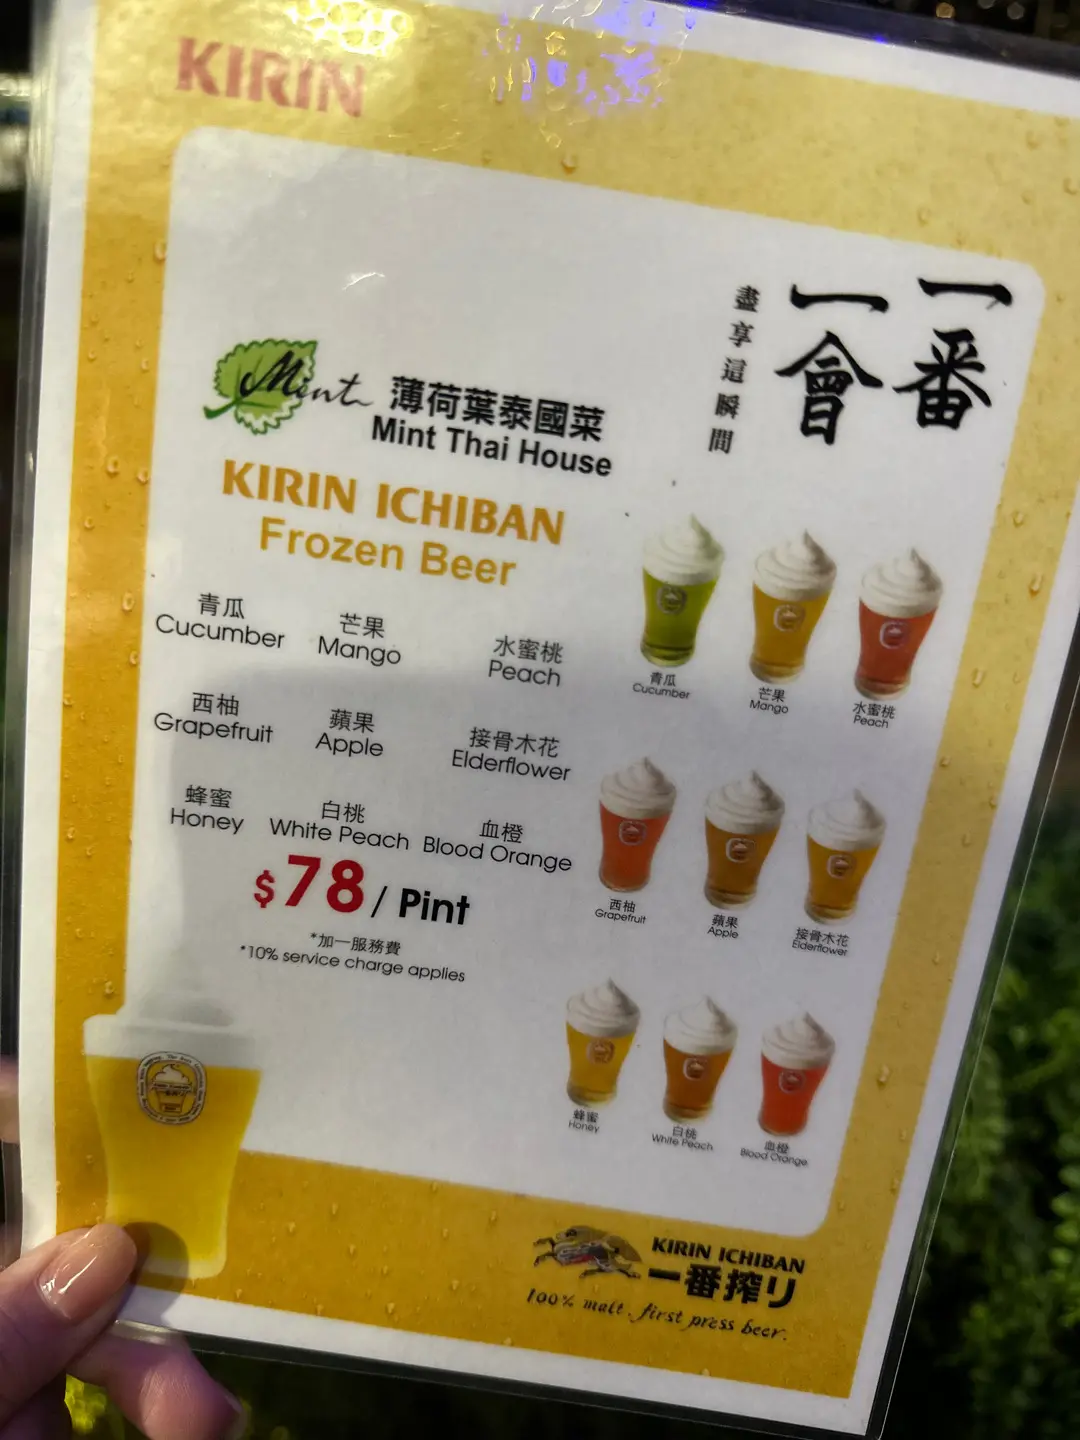 KIRIN
一番
一會
盡享這瞬間
Mint 薄荷葉泰國菜
Mint Thai House
KIRIN ICHIBAN
Frozen Beer
青瓜
Cucumber
芒果
Mango
水蜜桃
Peach
西柚
Grapefruit
蘋果
Apple
接骨木花
Elderflower
蜂蜜
Honey
白桃
White Peach
血橙
Blood Orange
$78 / Pint
*加一服務費
*10% service charge applies
青瓜
Cucumber
芒果
Mango
水蜜桃
Peach
西柚
Grapefruit
蘋果
Apple
接骨木花
Elderflower
蜂蜜
Honey
白桃
White Peach
血橙
Blood Orange
KIRIN ICHIBAN
一番搾り
100% malt. first press beer.